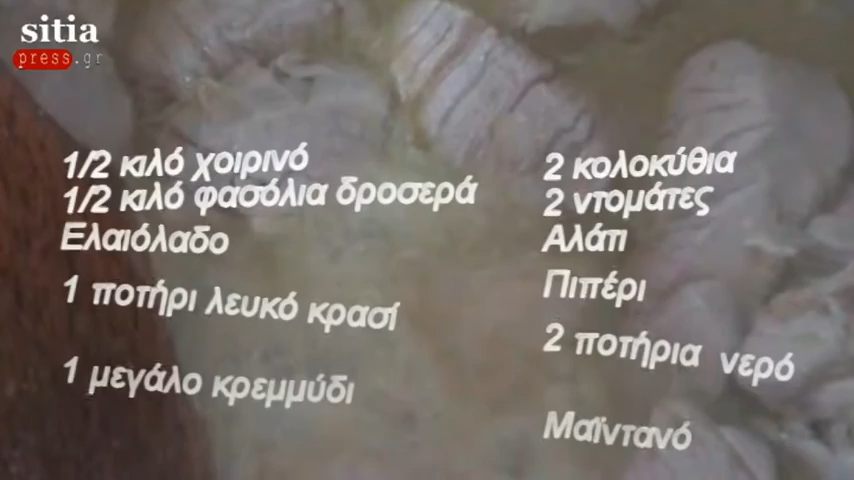 sitia
press.gr
1/2 κιλό χοιρινό
1/2 κιλό φασόλια δροσερά
Ελαιόλαδο
1 ποτήρι λευκό κρασί
1 μεγάλο κρεμμύδι
2 κολοκύθια
2 ντομάτες
Αλάτι
Πιπέρι
2 ποτήρια νερό
Μαϊντανό